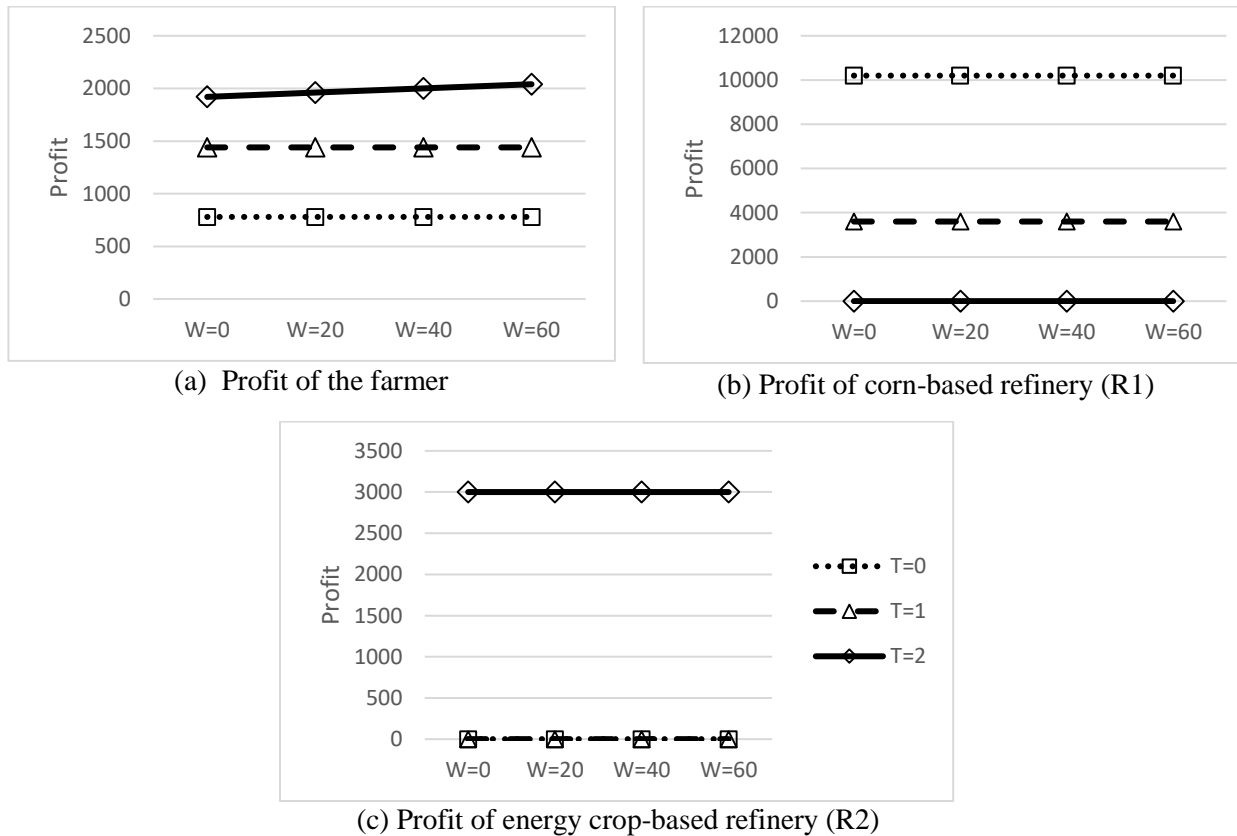 2500
2000
1500
1000
500
0
Profit
W=0 W=20 W=40 W=60
(a) Profit of the farmer
12000
10000
8000
6000
4000
2000
0
Profit
W=0 W=20 W=40 W=60
(b) Profit of corn-based refinery (R1)
3500
3000
2500
2000
1500
1000
500
0
Profit
W=0 W=20 W=40 W=60
T=0
T=1
T=2
(c) Profit of energy crop-based refinery (R2)